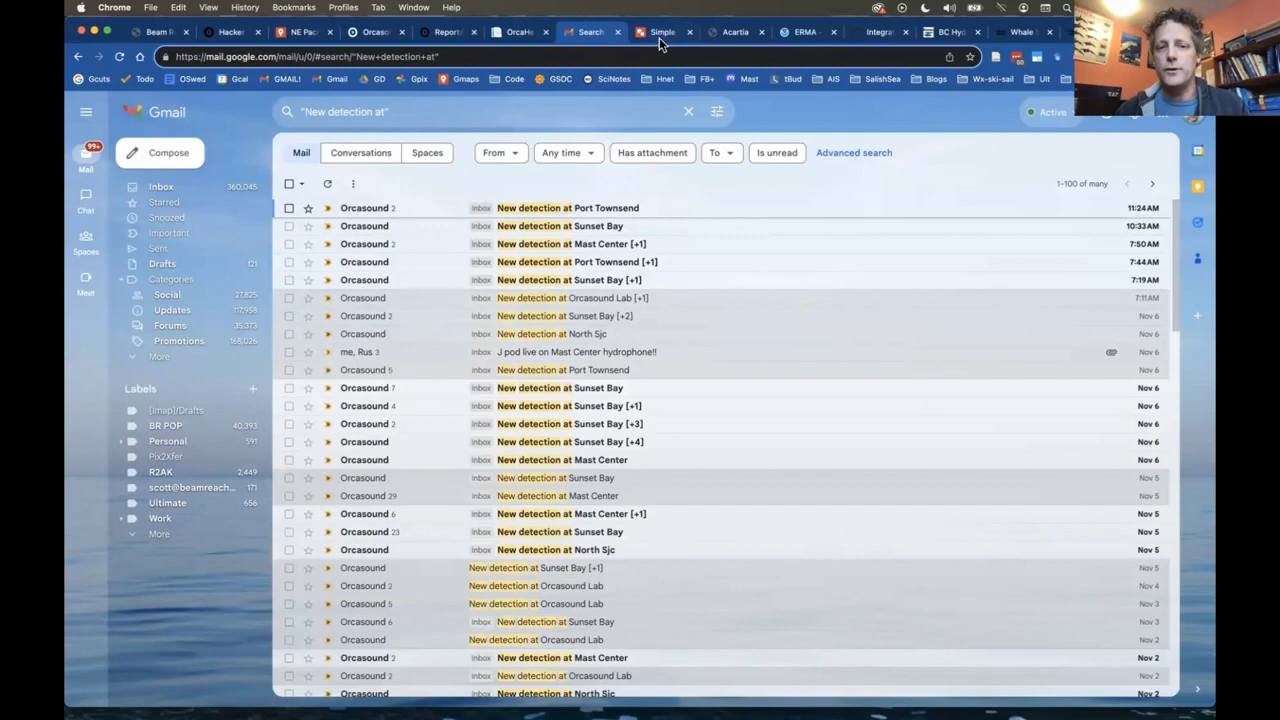 Chrome File Edit View History Bookmarks Profiles Tab Window Help
Beam R Hacker NE Pac Orcaso Reports OrcaHe Search Simple Acartia ERMA - Integrat BC Hyd Whale
https://mail.google.com/mail/u/0/#search/"New+detection+at"
Gcuts Todo OSwed Gcal GMAIL! Gmail GD Gpix Gmaps Code GSOC SciNotes Hnet FB+ Mast tBud AIS SalishSea Blogs Wx-ski-sail Ult
Gmail
"New detection at"
Active
99+
Mail
Chat
Spaces
Meet
Compose
Inbox 360,045
Starred
Snoozed
Important
Sent
Drafts 121
Categories
Social 27,825
Updates 117,958
Forums 35,373
Promotions 168,026
More
Labels
[Imap]/Drafts
BR POP 40,393
Personal 591
Pix2Xfer
R2AK 2,449
scott@beamreach... 171
Ultimate 656
Work
More
Mail Conversations Spaces From Any time Has attachment To Is unread Advanced search
1-100 of many
Orcasound 2 Inbox New detection at Port Townsend 11:24 AM
Orcasound Inbox New detection at Sunset Bay 10:33 AM
Orcasound 2 Inbox New detection at Mast Center [+1] 7:50 AM
Orcasound Inbox New detection at Port Townsend [+1] 7:44 AM
Orcasound Inbox New detection at Sunset Bay [+1] 7:19 AM
Orcasound Inbox New detection at Orcasound Lab [+1] 7:11 AM
Orcasound 2 Inbox New detection at Sunset Bay [+2] Nov 6
Orcasound Inbox New detection at North Sjc Nov 6
me, Rus 3 Inbox J pod live on Mast Center hydrophone!! Nov 6
Orcasound 5 Inbox New detection at Port Townsend Nov 6
Orcasound 7 Inbox New detection at Sunset Bay Nov 6
Orcasound 4 Inbox New detection at Sunset Bay [+1] Nov 6
Orcasound 2 Inbox New detection at Sunset Bay [+3] Nov 6
Orcasound Inbox New detection at Sunset Bay [+4] Nov 6
Orcasound Inbox New detection at Mast Center Nov 6
Orcasound Inbox New detection at Sunset Bay Nov 5
Orcasound 29 Inbox New detection at Mast Center Nov 5
Orcasound 6 Inbox New detection at Mast Center [+1] Nov 5
Orcasound 23 Inbox New detection at Sunset Bay Nov 5
Orcasound Inbox New detection at North Sjc Nov 5
Orcasound New detection at Sunset Bay [+1] Nov 5
Orcasound 2 New detection at Orcasound Lab Nov 4
Orcasound 5 New detection at Orcasound Lab Nov 3
Orcasound 6 Inbox New detection at Sunset Bay Nov 3
Orcasound New detection at Orcasound Lab Nov 2
Orcasound 2 Inbox New detection at Mast Center Nov 2
Orcasound 2 Inbox New detection at Orcasound Lab Nov 2
Orcasound Inbox New detection at North Sjc Nov 2